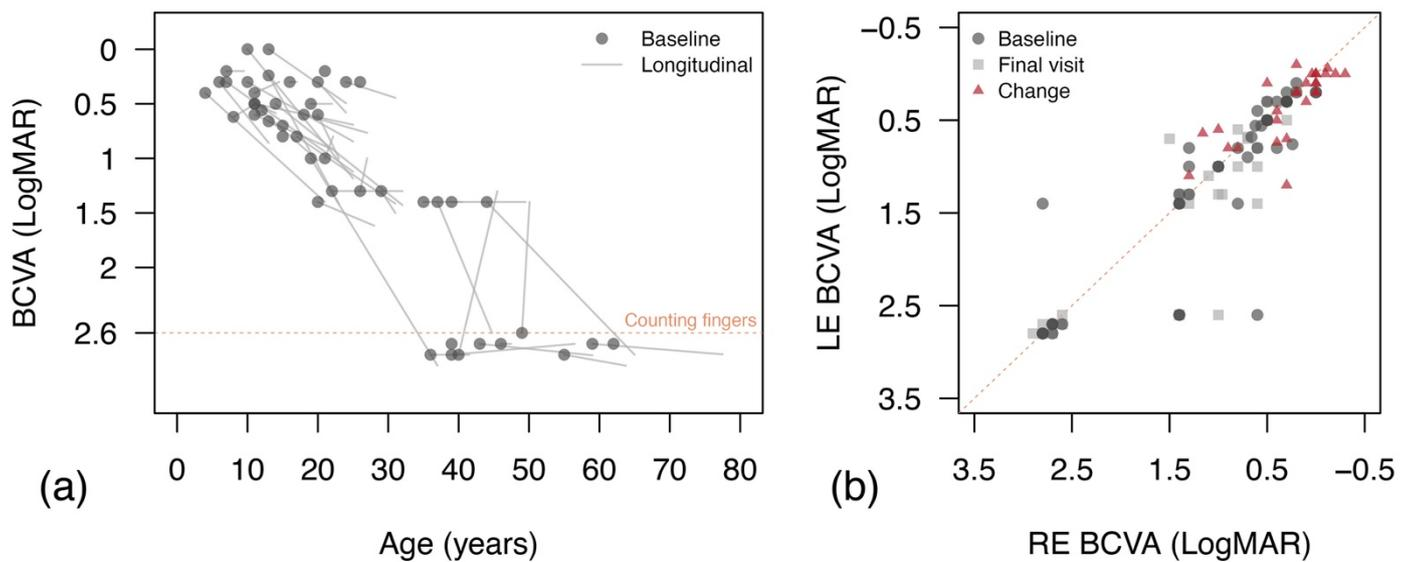 0
0.5
1
1.5
2
2.6
BCVA (LogMAR)
Baseline
Longitudinal
Counting fingers
0 10 20 30 40 50 60 70 80
Age (years)
(a)
−0.5
0.5
1.5
2.5
3.5
LE BCVA (LogMAR)
Baseline
Final visit
Change
3.5 2.5 1.5 0.5 −0.5
RE BCVA (LogMAR)
(b)